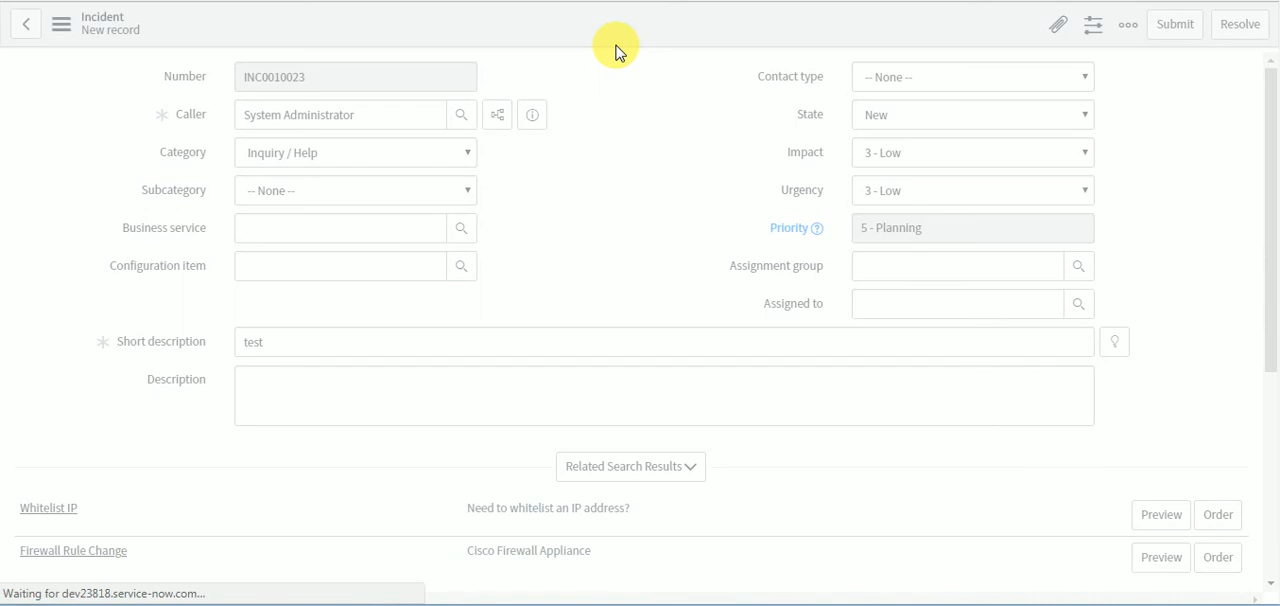 Incident
New record
Submit
Resolve
Number
INC0010023
Contact type
-- None --
Caller
System Administrator
State
New
Category
Inquiry / Help
Impact
3 - Low
Subcategory
-- None --
Urgency
3 - Low
Business service
Priority
5 - Planning
Configuration item
Assignment group
Assigned to
Short description
test
Description
Related Search Results
Whitelist IP
Need to whitelist an IP address?
Preview
Order
Firewall Rule Change
Cisco Firewall Appliance
Preview
Order
Waiting for dev23818.service-now.com...